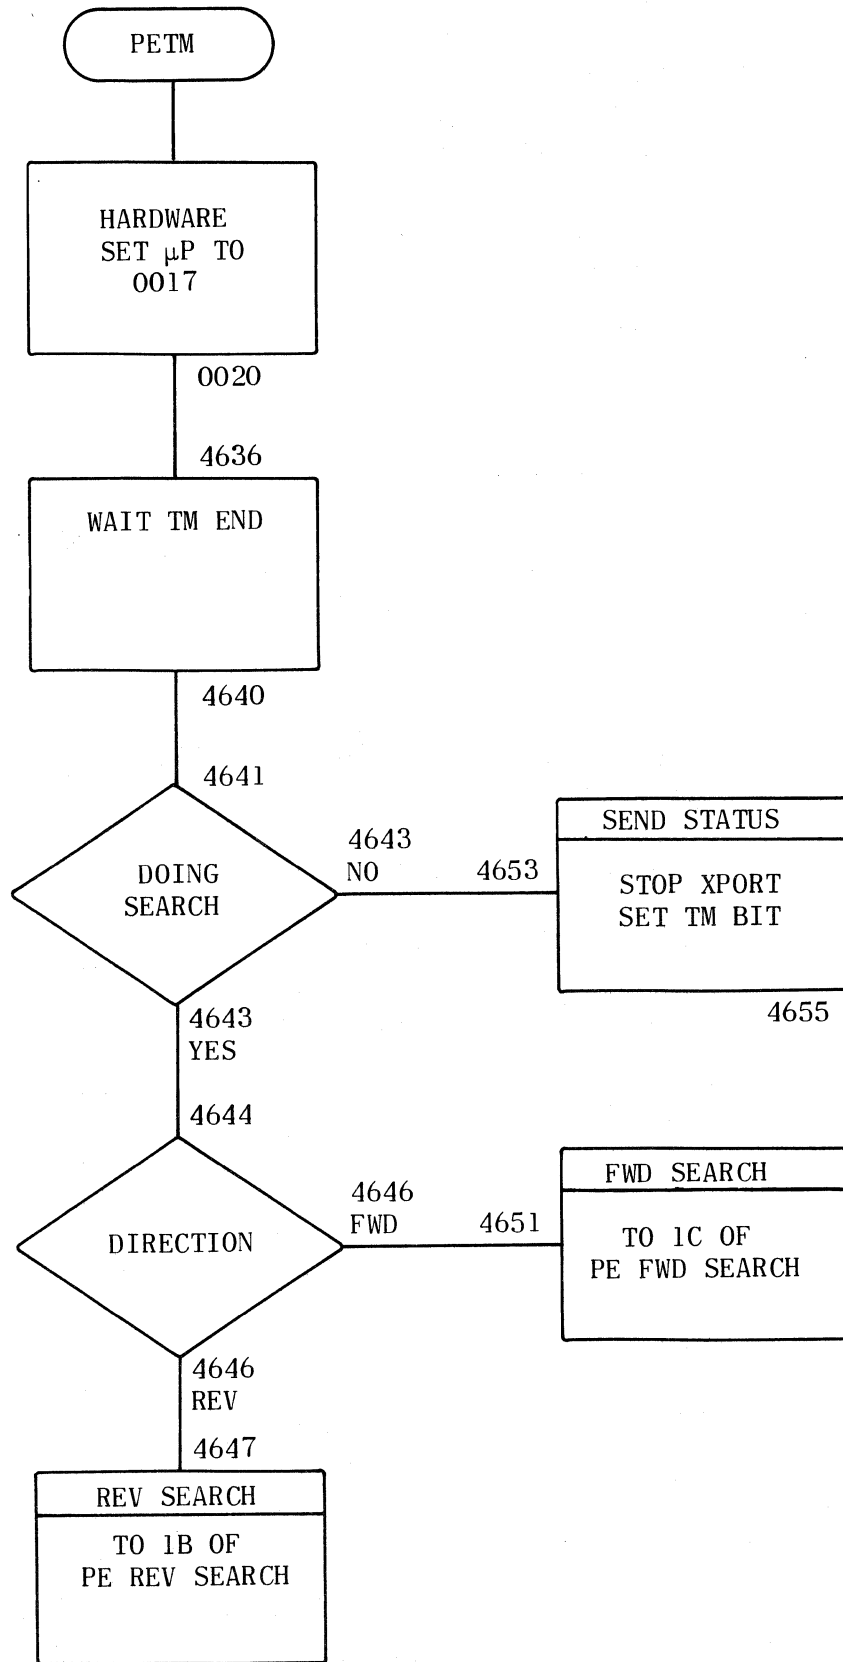 PETM
HARDWARE
SET μP TO
0017
0020
4636
WAIT TM END
4640
4641
DOING
SEARCH
4643
NO
4653
SEND STATUS
STOP XPORT
SET TM BIT
4655
4643
YES
4644
DIRECTION
4646
FWD
4651
FWD SEARCH
TO 1C OF
PE FWD SEARCH
4646
REV
4647
REV SEARCH
TO 1B OF
PE REV SEARCH